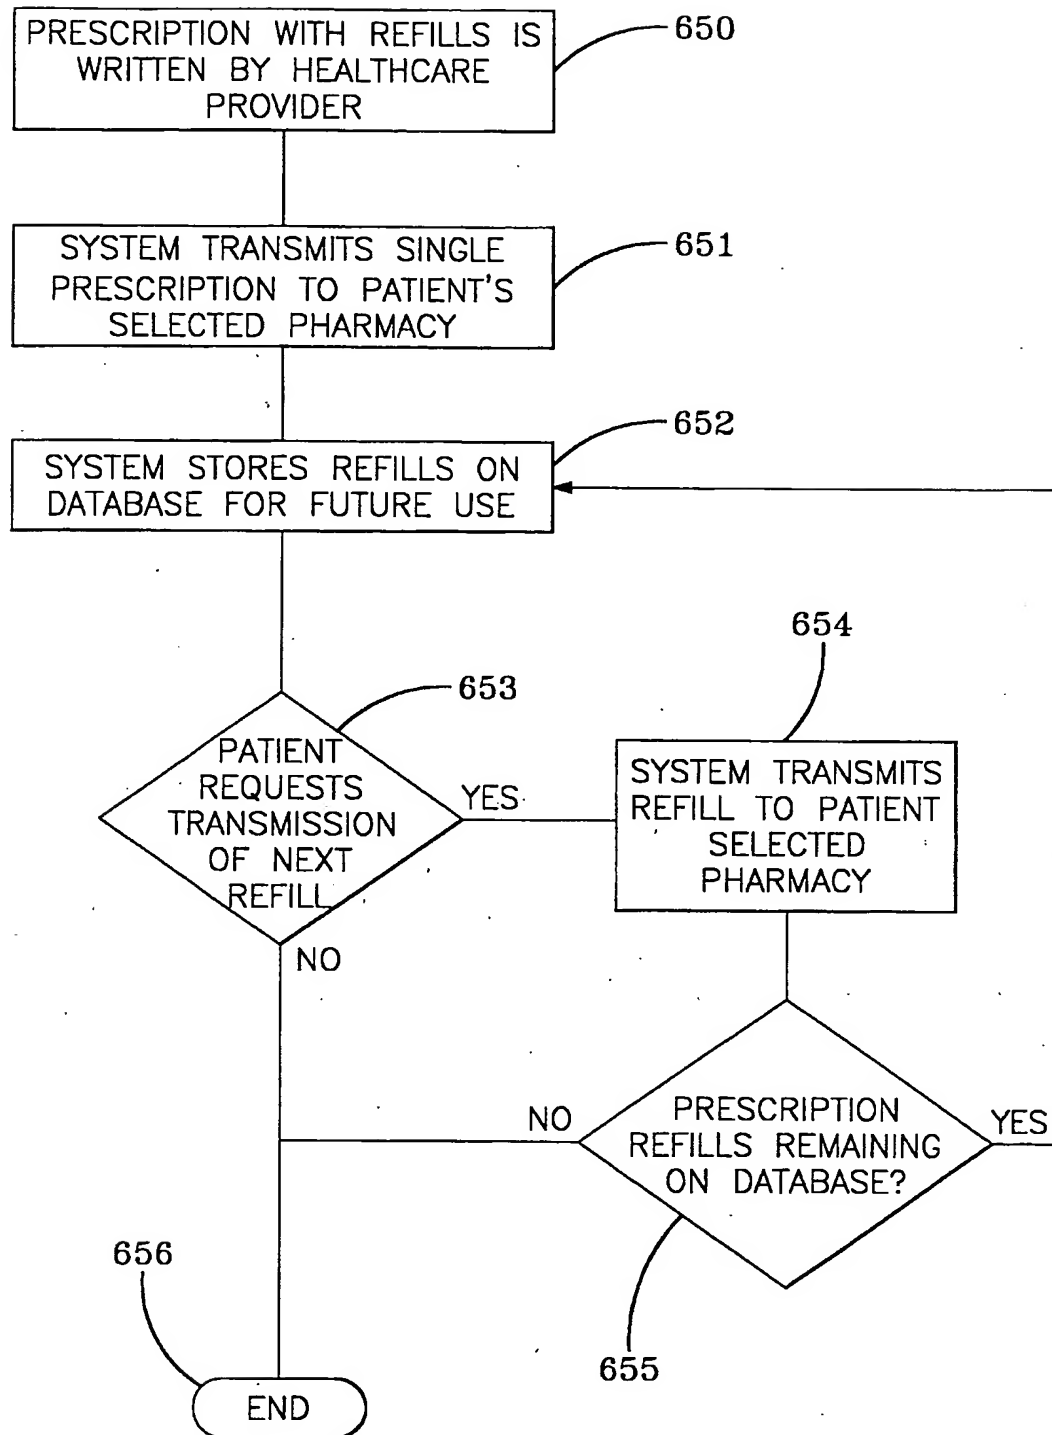 PRESCRIPTION WITH REFILLS IS
WRITTEN BY HEALTHCARE
PROVIDER
650
SYSTEM TRANSMITS SINGLE
PRESCRIPTION TO PATIENT'S
SELECTED PHARMACY
651
SYSTEM STORES REFILLS ON
DATABASE FOR FUTURE USE
652
PATIENT
REQUESTS
TRANSMISSION
OF NEXT
REFILL
653
YES
NO
654
SYSTEM TRANSMITS
REFILL TO PATIENT
SELECTED
PHARMACY
PRESCRIPTION
REFILLS REMAINING
ON DATABASE?
NO
YES
655
656
END